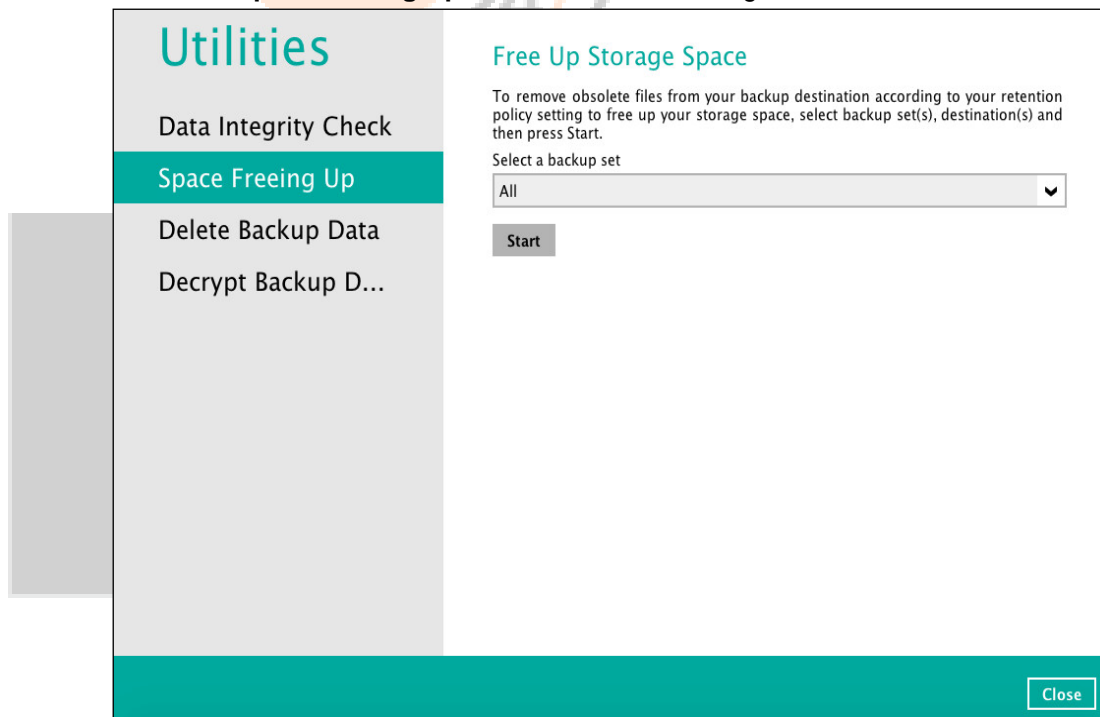 Utilities
Data Integrity Check
Space Freeing Up
Delete Backup Data
Decrypt Backup D...
Free Up Storage Space
To remove obsolete files from your backup destination according to your retention
policy setting to free up your storage space, select backup set(s), destination(s) and
then press Start.
Select a backup set
All
Start
Close